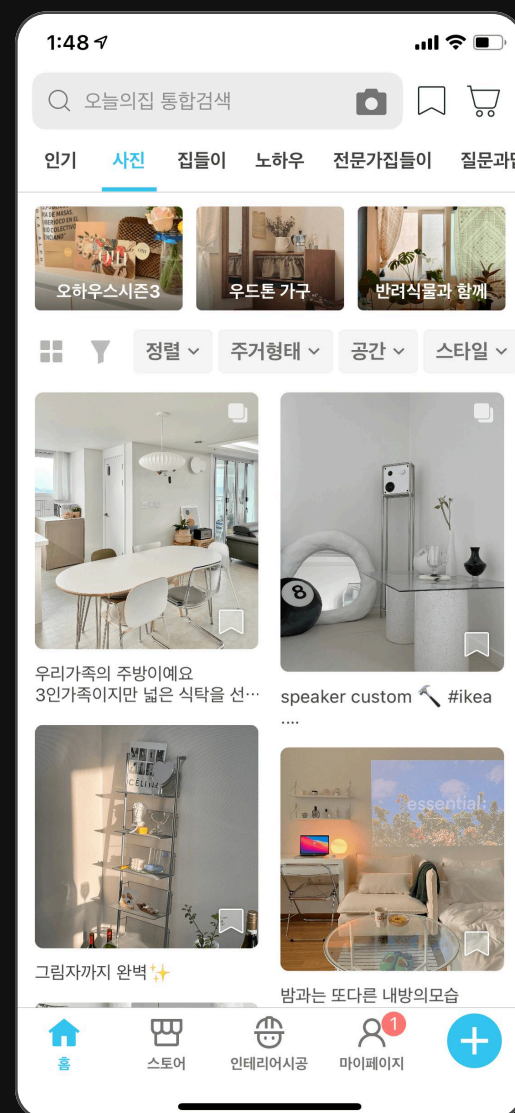 1:48
오늘의집 통합검색
인기 사진 집들이 노하우 전문가집들이 질문과
오하우스시즌3 우드톤 가구 반려식물과 함께
정렬 주거형태 공간 스타일
8
우리가족의 주방이예요
3인가족이지만 넓은 식탁을 선…
speaker custom 🔨 #ikea
....
CELINE
essential;
그림자까지 완벽✨
밤과는 또다른 내방의모습
1
홈 스토어 인테리어시공 마이페이지